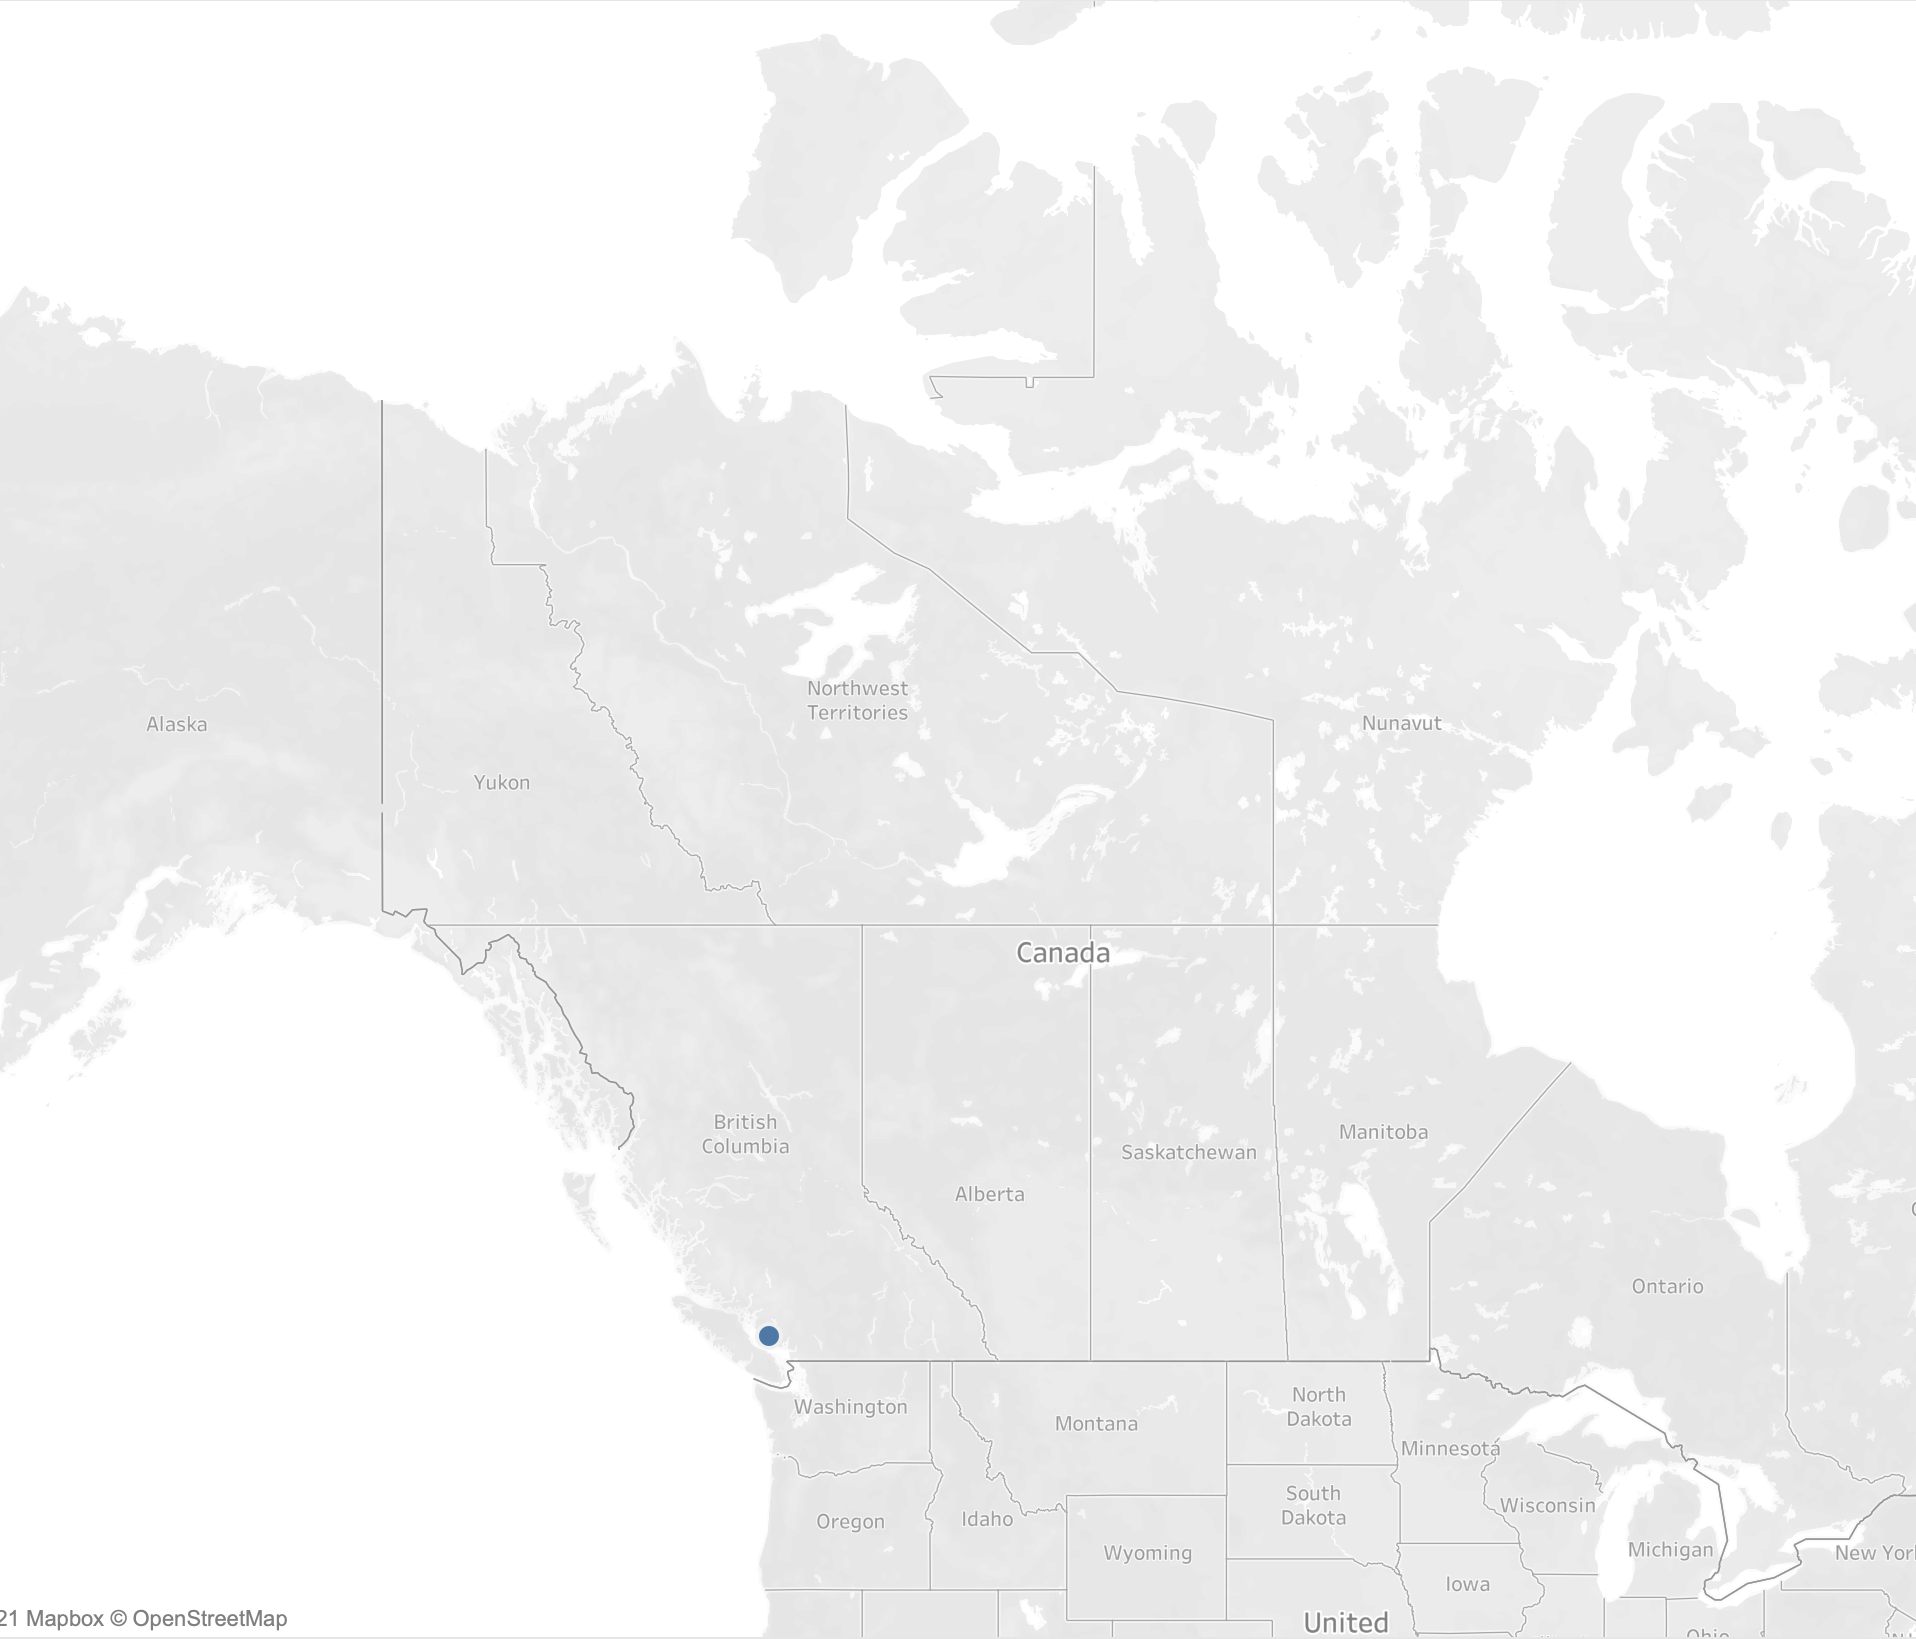 Northwest
Territories
Nunavut
Alaska
Yukon
Canada
British
Columbia
Manitoba
Saskatchewan
Alberta
Ontario
Washington
North
Dakota
Montana
Minnesota
South
Dakota
Wisconsin
Oregon
Idaho
Wyoming
Michigan
New Yor
Iowa
21 Mapbox © OpenStreetMap
United
Ohio